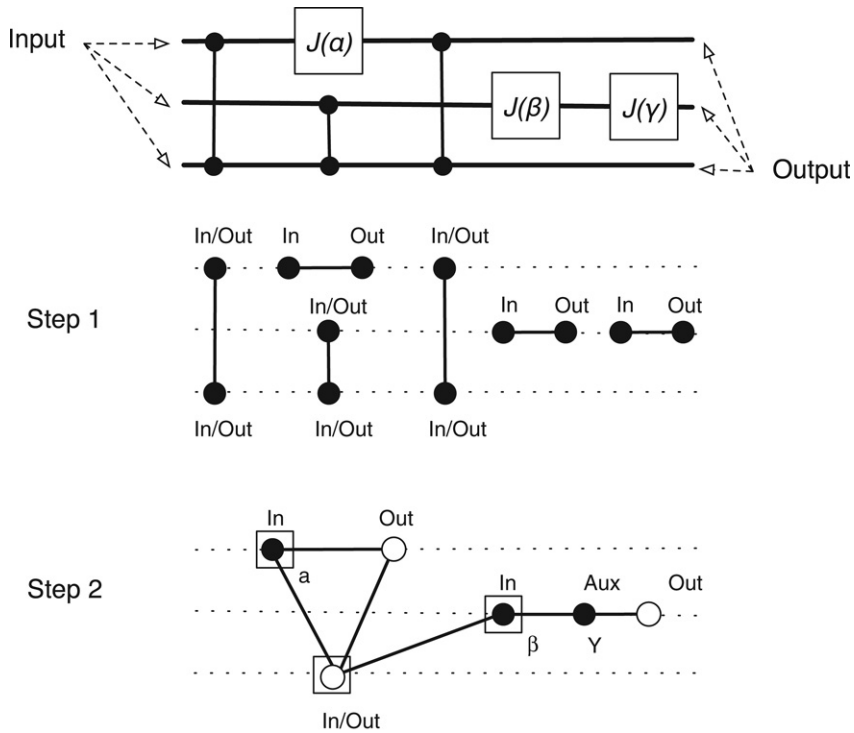 Input
J(α)
J(β)
J(γ)
Output
In/Out
In
Out
In/Out
In/Out
In
Out
In
Out
Step 1
In/Out
In/Out
In/Out
In
Out
a
Step 2
In
Aux
Out
β
γ
In/Out